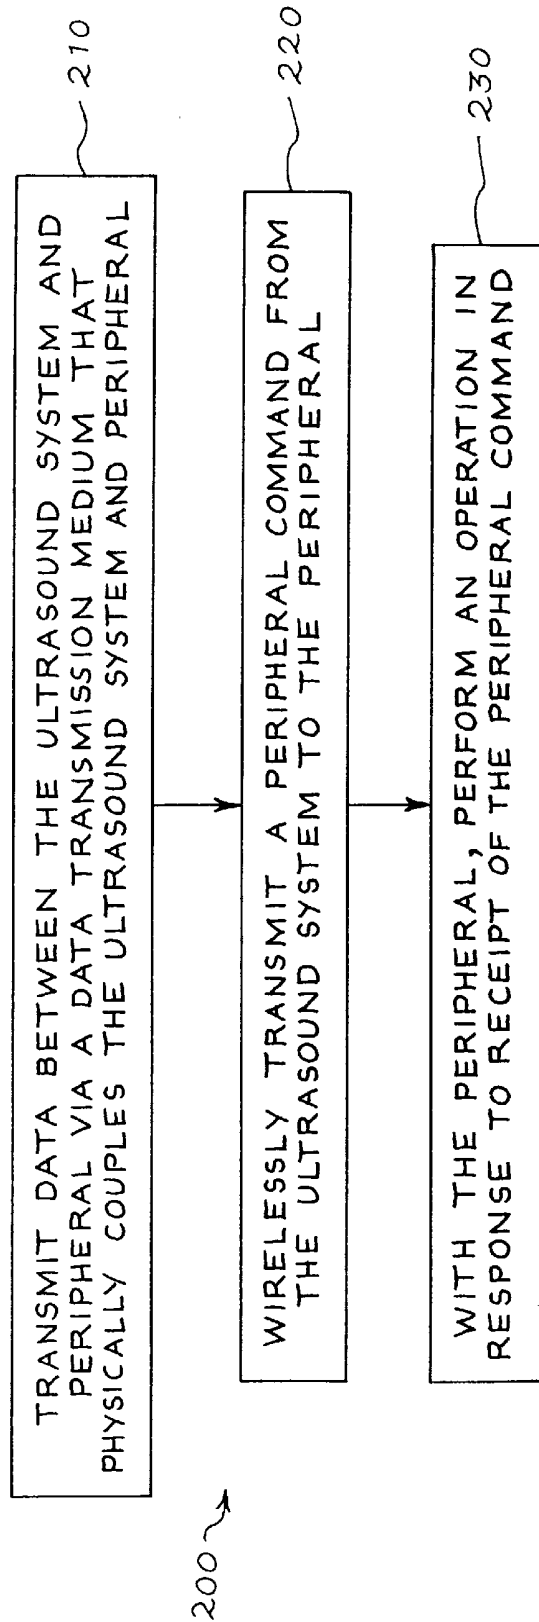 200
TRANSMIT DATA BETWEEN THE ULTRASOUND SYSTEM AND
PERIPHERAL VIA A DATA TRANSMISSION MEDIUM THAT
PHYSICALLY COUPLES THE ULTRASOUND SYSTEM AND PERIPHERAL
210
WIRELESSLY TRANSMIT A PERIPHERAL COMMAND FROM
THE ULTRASOUND SYSTEM TO THE PERIPHERAL
220
WITH THE PERIPHERAL, PERFORM AN OPERATION IN
RESPONSE TO RECEIPT OF THE PERIPHERAL COMMAND
230